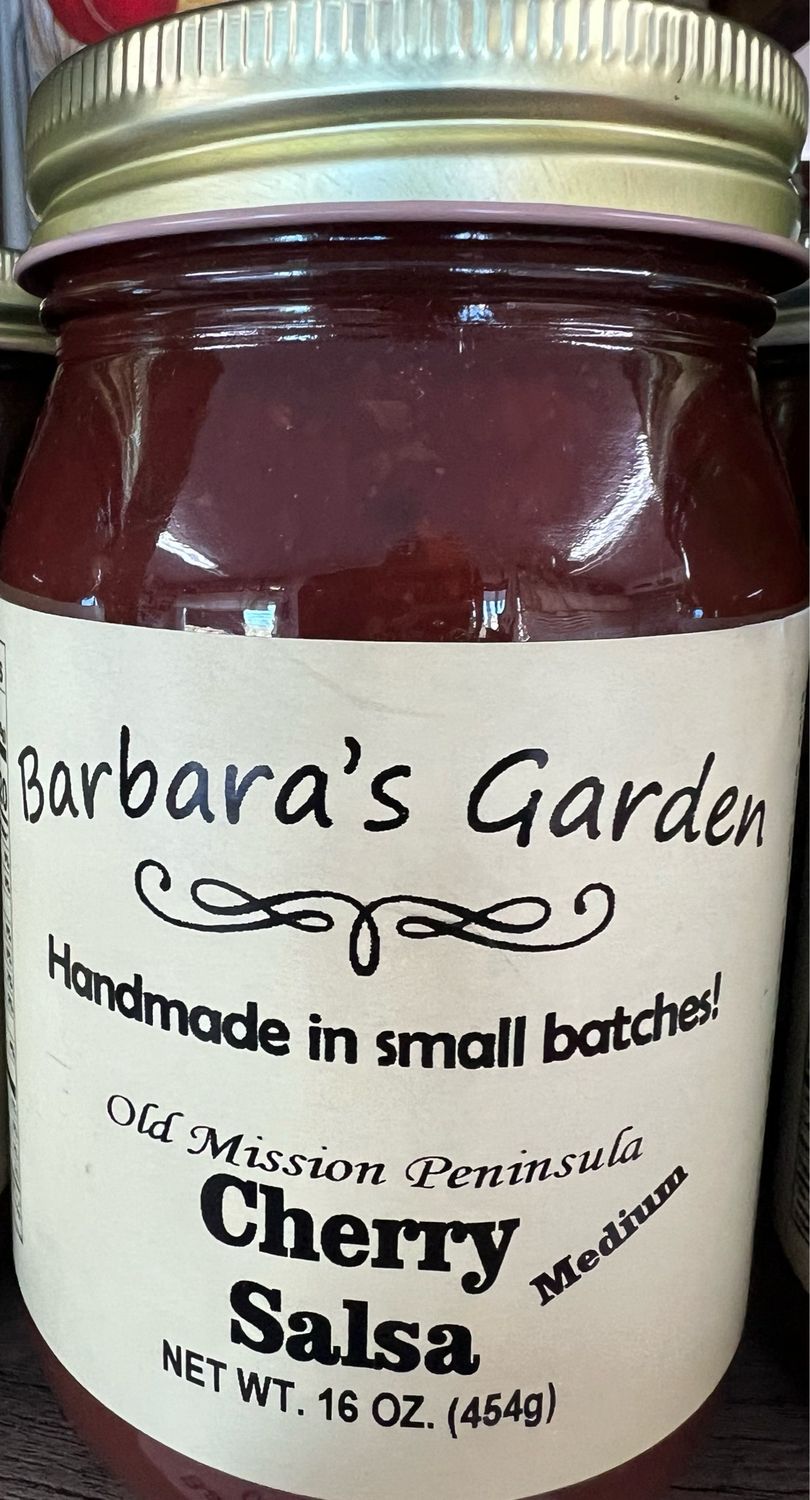 Barbara's Garden
Handmade in small batches!
Old Mission Peninsula
Cherry
Medium
Salsa
NET WT. 16 OZ. (454g)